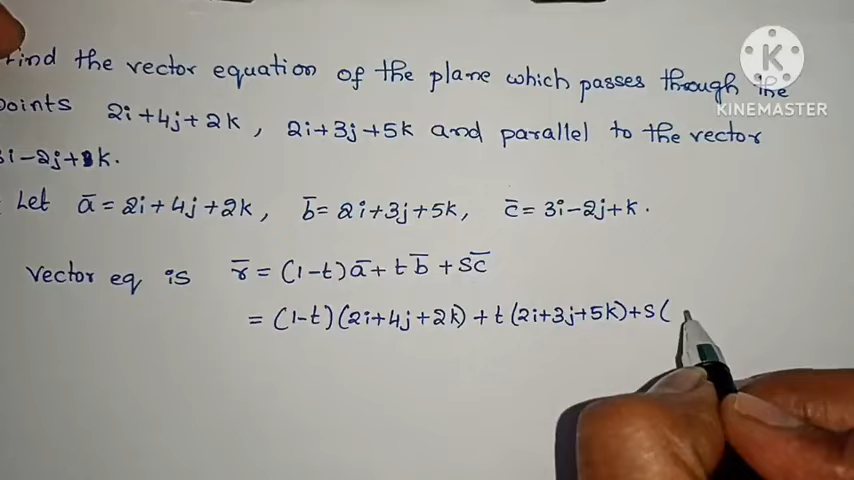 Find the vector equation of the plane which passes through the
points 2i+4j+2k, 2i+3j+5k and parallel to the vector
3i-2j+k.
Let a̅ = 2i+4j+2k, b̅ = 2i+3j+5k, c̅ = 3i-2j+k.
Vector eq is r̅ = (1-t)a̅ + tb̅ + sc̅
= (1-t)(2i+4j+2k) + t(2i+3j+5k)+s(
K
KINEMASTER